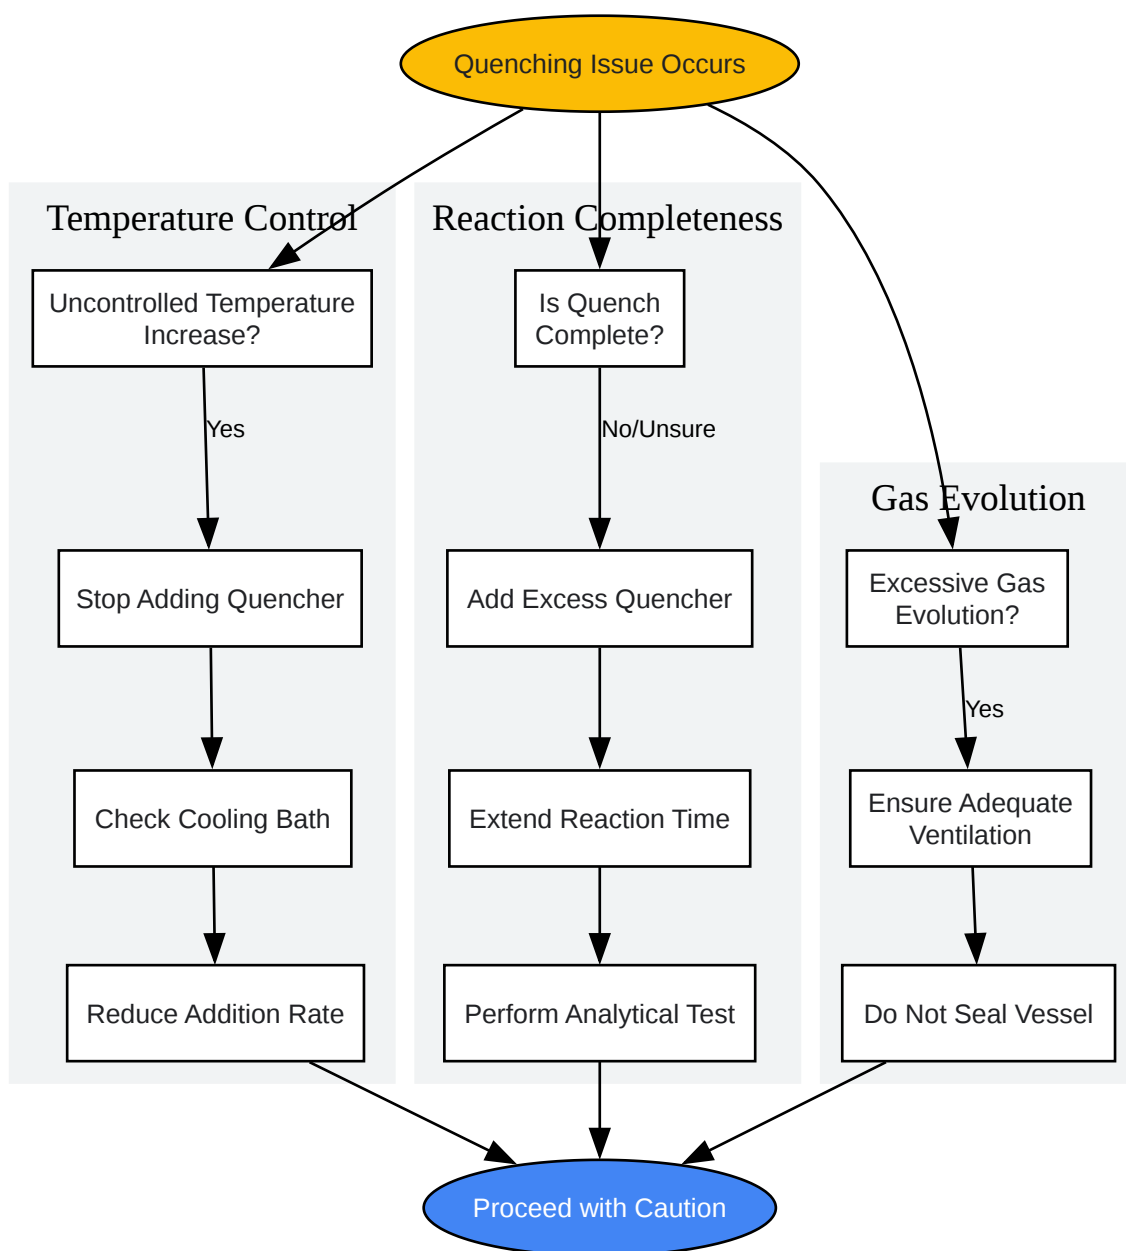 Quenching Issue Occurs
Temperature Control
Uncontrolled Temperature
Increase?
Yes
Stop Adding Quencher
Check Cooling Bath
Reduce Addition Rate
Reaction Completeness
Is Quench
Complete?
No/Unsure
Add Excess Quencher
Extend Reaction Time
Perform Analytical Test
Gas Evolution
Excessive Gas
Evolution?
Yes
Ensure Adequate
Ventilation
Do Not Seal Vessel
Proceed with Caution